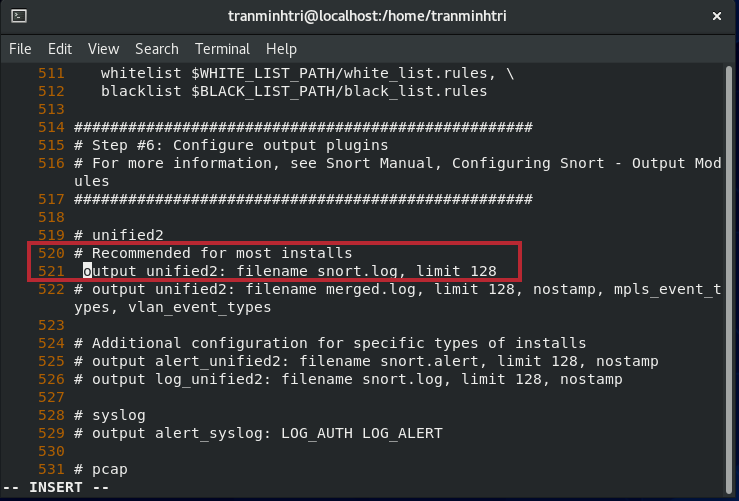 tranminhtri@localhost:/home/tranminhtri
File Edit View Search Terminal Help
511    whitelist $WHITE_LIST_PATH/white_list.rules, \
512    blacklist $BLACK_LIST_PATH/black_list.rules
513
514 ###################################################
515 # Step #6: Configure output plugins
516 # For more information, see Snort Manual, Configuring Snort - Output Mod
ules
517 ###################################################
518
519 # unified2
520 # Recommended for most installs
521  output unified2: filename snort.log, limit 128
522 # output unified2: filename merged.log, limit 128, nostamp, mpls_event_t
ypes, vlan_event_types
523
524 # Additional configuration for specific types of installs
525 # output alert_unified2: filename snort.alert, limit 128, nostamp
526 # output log_unified2: filename snort.log, limit 128, nostamp
527
528 # syslog
529 # output alert_syslog: LOG_AUTH LOG_ALERT
530
531 # pcap
-- INSERT --